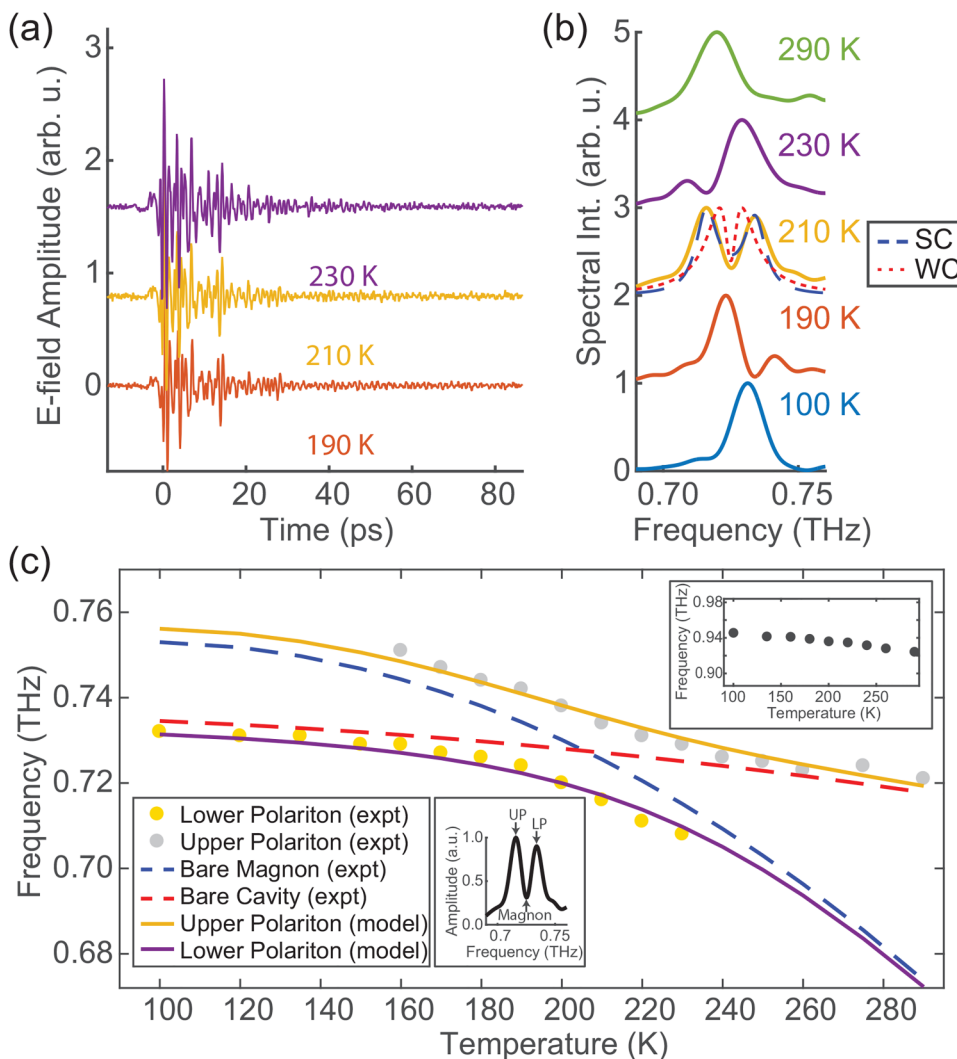 (a)
E-field Amplitude (arb. u.)
3
2
1
0
230 K
210 K
190 K
0 20 40 60 80
Time (ps)
(b)
Spectral Int. (arb. u.)
5
4
3
2
1
0
290 K
230 K
210 K
190 K
100 K
SC
WC
0.70 0.75
Frequency (THz)
(c)
Frequency (THz)
0.76
0.74
0.72
0.70
0.68
Frequency (THz)
0.98
0.94
0.90
100 150 200 250
Temperature (K)
Lower Polariton (expt)
Upper Polariton (expt)
Bare Magnon (expt)
Bare Cavity (expt)
Upper Polariton (model)
Lower Polariton (model)
UP
LP
Amplitude (a.u.)
1.0
0.5
0.0
Magnon
0.7 0.75
Frequency (THz)
100 120 140 160 180 200 220 240 260 280
Temperature (K)